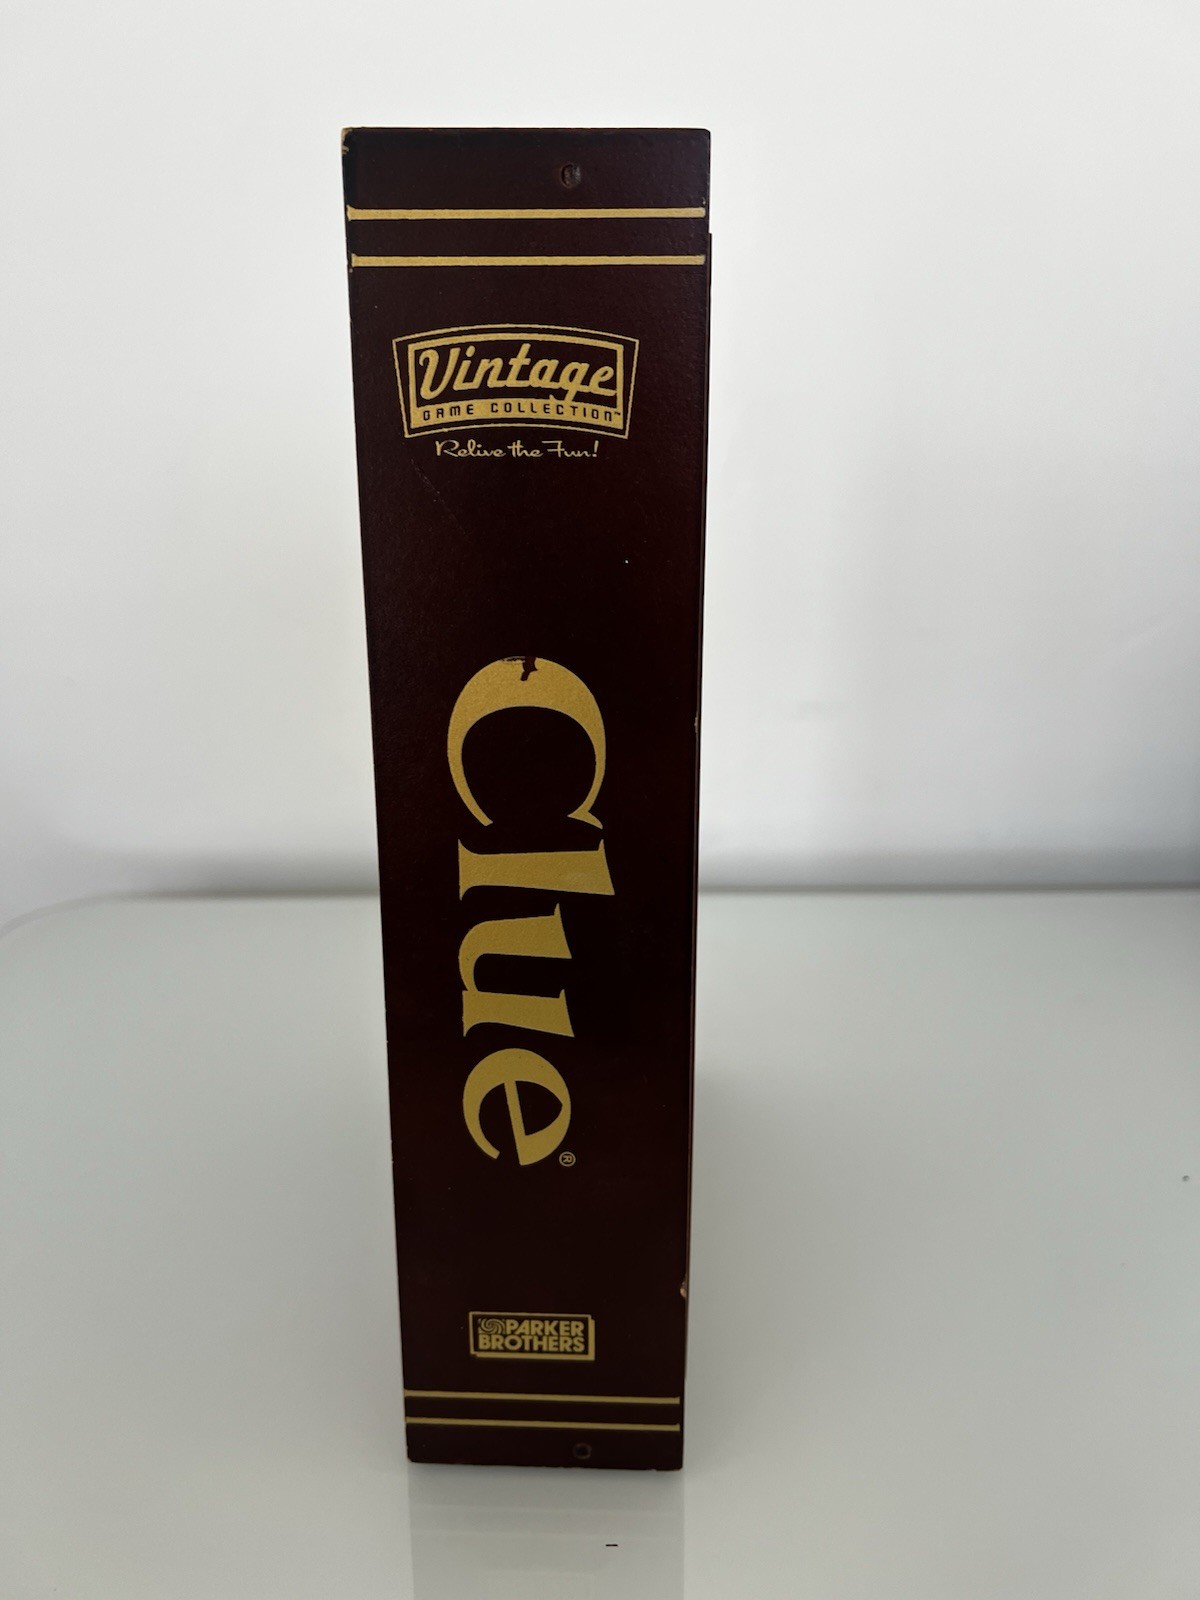 Vintage
GAME COLLECTION™
Relive the Fun!
Clue®
PARKER
BROTHERS